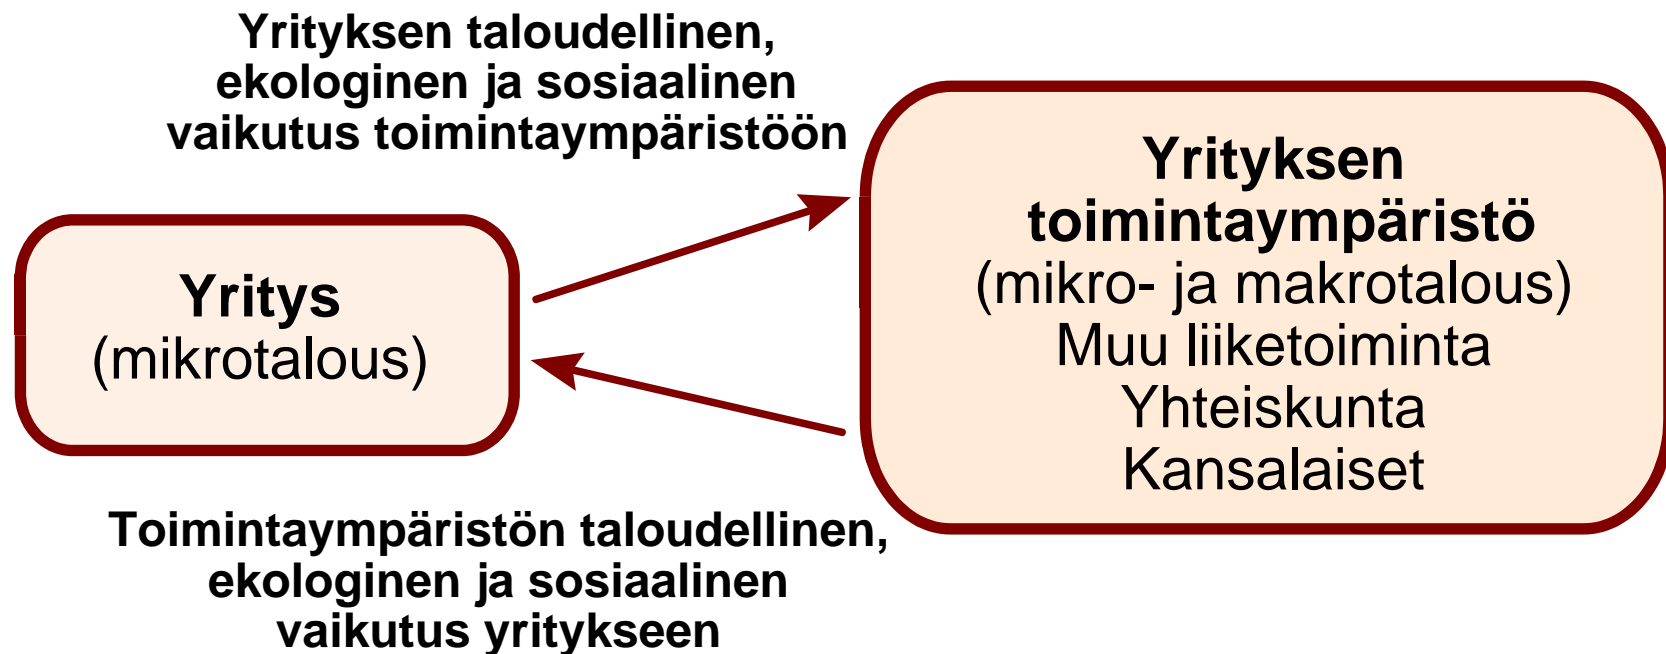 Yrityksen taloudellinen,
ekologinen ja sosiaalinen
vaikutus toimintaympäristöön
Yritys
(mikrotalous)
Yrityksen
toimintaympäristö
(mikro- ja makrotalous)
Muu liiketoiminta
Yhteiskunta
Kansalaiset
Toimintaympäristön taloudellinen,
ekologinen ja sosiaalinen
vaikutus yritykseen